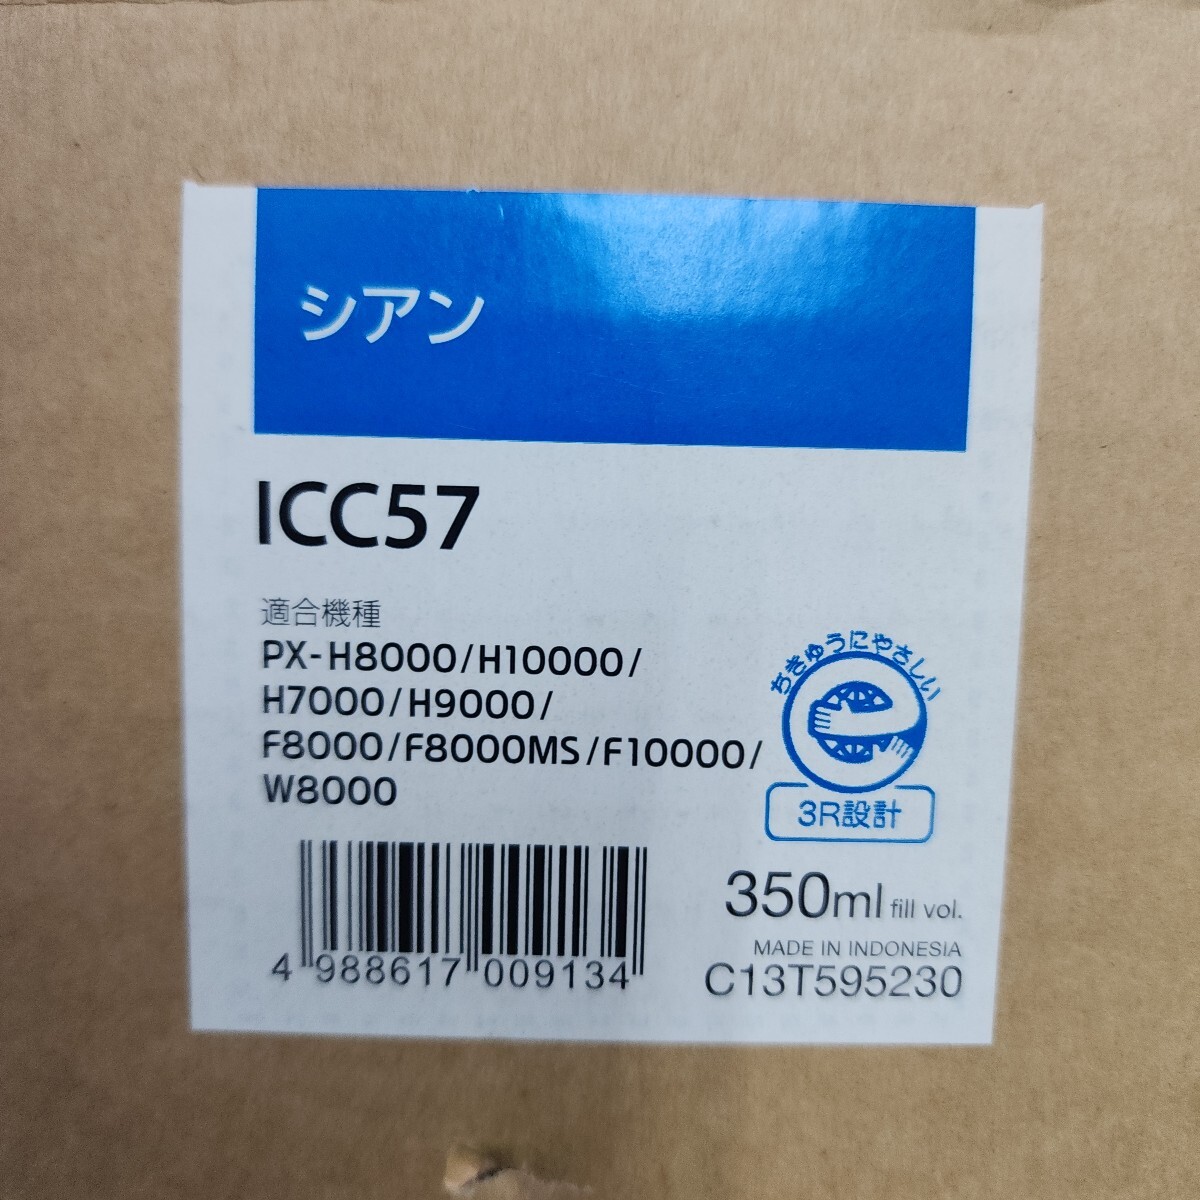 シアン
ICC57
適合機種
PX-H8000/H10000/
H7000/H9000/
F8000/F8000MS/F10000/
W8000
ちきゅうにやさしい
3R設計
350ml fill vol.
MADE IN INDONESIA
C13T595230
4 988617 009134